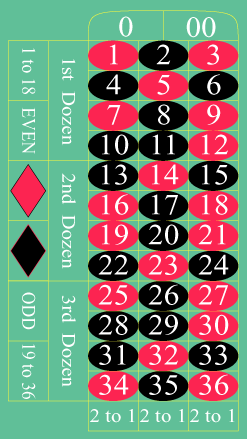 0 00
1 2 3
4 5 6
7 8 9
10 11 12
13 14 15
16 17 18
19 20 21
22 23 24
25 26 27
28 29 30
31 32 33
34 35 36
2 to 1 2 to 1 2 to 1
1st Dozen
2nd Dozen
3rd Dozen
1 to 18
EVEN
ODD
19 to 36